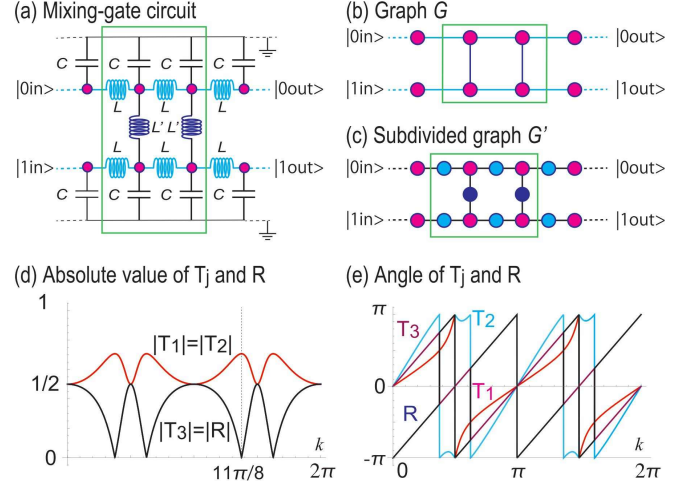 (a) Mixing-gate circuit
C C C C
|0in> |0out>
L L L
L' L'
L L L
|1in> |1out>
C C C C
(b) Graph G
|0in> |0out>
|1in> |1out>
(c) Subdivided graph G'
|0in> |0out>
|1in> |1out>
(d) Absolute value of Tj and R
1
|T1|=|T2|
1/2
|T3|=|R|
k
0
11π/8 2π
(e) Angle of Tj and R
π
T3 T2
0
T1
R
k
-π
0 π 2π